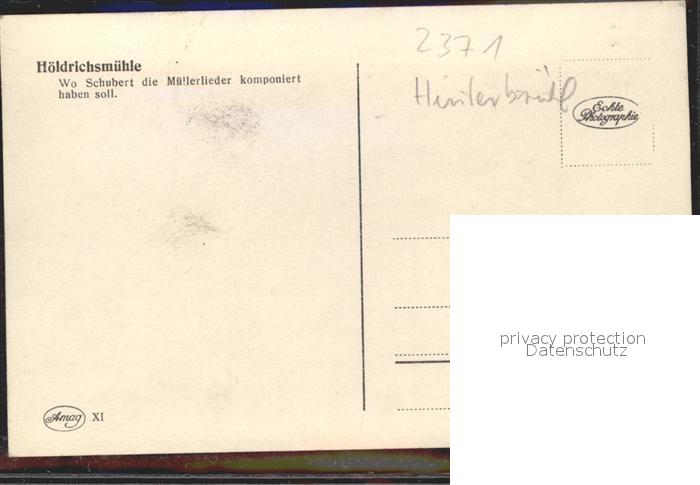 Höldrichsmühle
Wo Schubert die Müllerlieder komponiert
haben soll.
2371
Hinterbrühl
Echte
Photographie
privacy protection
Datenschutz
Amag XI